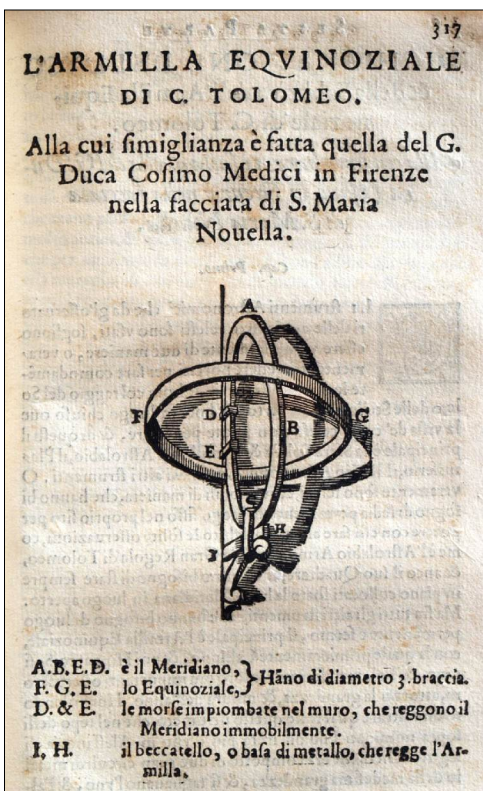 317
L'ARMILLA EQVINOZIALE
DI C. TOLOMEO.
Alla cui ſimiglianza è fatta quella del G.
Duca Coſimo Medici in Firenze
nella facciata di S. Maria
Nouella.
A
F
D
G
B
E
S
H
I
A.B.E.D. è il Meridiano,
F. G. E. lo Equinoziale, } Hãno di diametro 3. braccia.
D. & E. le morſe impiombate nel muro, che reggono il
Meridiano immobilmente.
I, H. il beccatello, o baſa di metallo, che regge l'Ar-
milla.